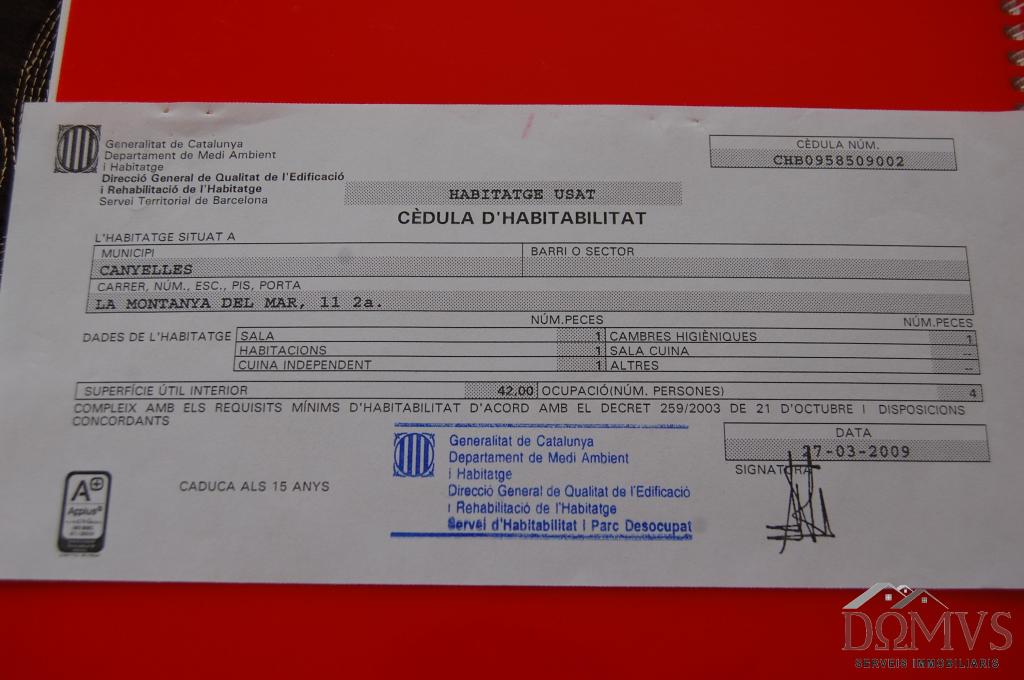 Generalitat de Catalunya
Departament de Medi Ambient
i Habitatge
Direcció General de Qualitat de l'Edificació
i Rehabilitació de l'Habitatge
Servei Territorial de Barcelona
CÈDULA NÚM.
CHB0958509002
HABITATGE USAT
CÈDULA D'HABITABILITAT
L'HABITATGE SITUAT A
MUNICIPI BARRI O SECTOR
CANYELLES
CARRER, NÚM., ESC., PIS, PORTA
LA MONTANYA DEL MAR, 11 2a.
NÚM.PECES NÚM.PECES
DADES DE L'HABITATGE SALA 1 CAMBRES HIGIÈNIQUES 1
HABITACIONS 1 SALA CUINA --
CUINA INDEPENDENT 1 ALTRES --
SUPERFÍCIE ÚTIL INTERIOR 42,00 OCUPACIÓ(NÚM. PERSONES) 4
COMPLEIX AMB ELS REQUISITS MÍNIMS D'HABITABILITAT D'ACORD AMB EL DECRET 259/2003 DE 21 D'OCTUBRE I DISPOSICIONS
CONCORDANTS
DATA
27-03-2009
SIGNATURA
CADUCA ALS 15 ANYS
Generalitat de Catalunya
Departament de Medi Ambient
i Habitatge
Direcció General de Qualitat de l'Edificació
i Rehabilitació de l'Habitatge
Servei d'Habitabilitat i Parc Desocupat
A+
Applus+
DOMVS
SERVEIS IMMOBILIARIS